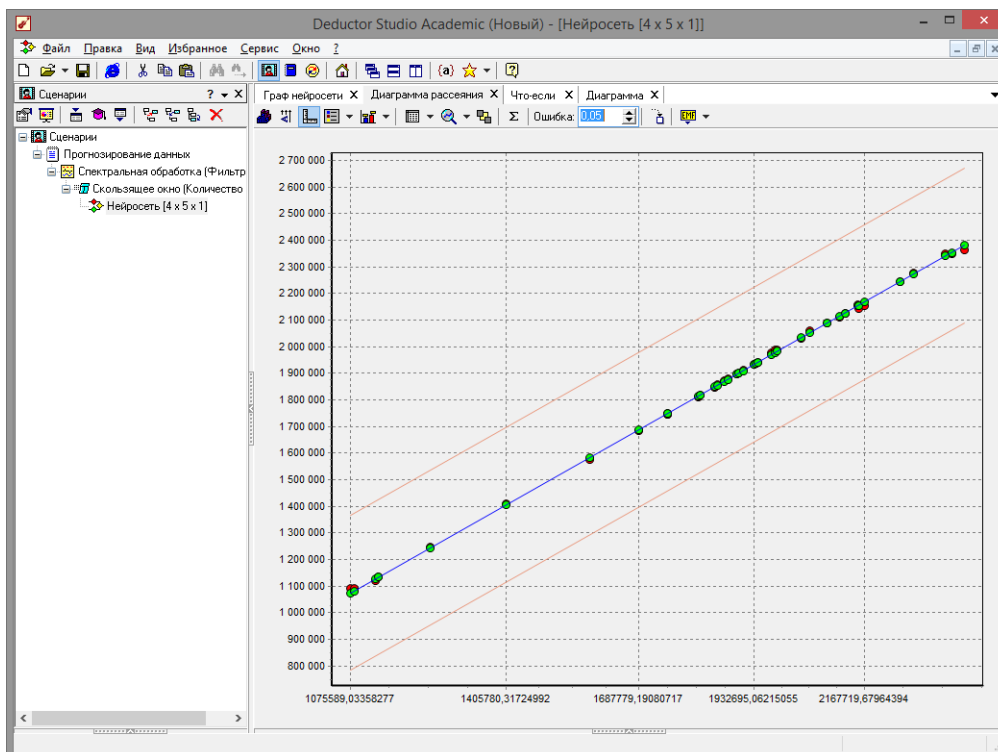 Deductor Studio Academic (Новый) - [Нейросеть [4 x 5 x 1]]
Файл Правка Вид Избранное Сервис Окно ?
Сценарии
Граф нейросети X Диаграмма рассеяния X Что-если X Диаграмма X
Σ Ошибка: 0,05 EMF
Сценарии
Прогнозирование данных
Спектральная обработка (Фильтр
Скользящее окно (Количество
Нейросеть [4 x 5 x 1]
2 700 000
2 600 000
2 500 000
2 400 000
2 300 000
2 200 000
2 100 000
2 000 000
1 900 000
1 800 000
1 700 000
1 600 000
1 500 000
1 400 000
1 300 000
1 200 000
1 100 000
1 000 000
900 000
800 000
1075589,03358277 1405780,31724992 1687779,19080717 1932695,06215055 2167719,67964394